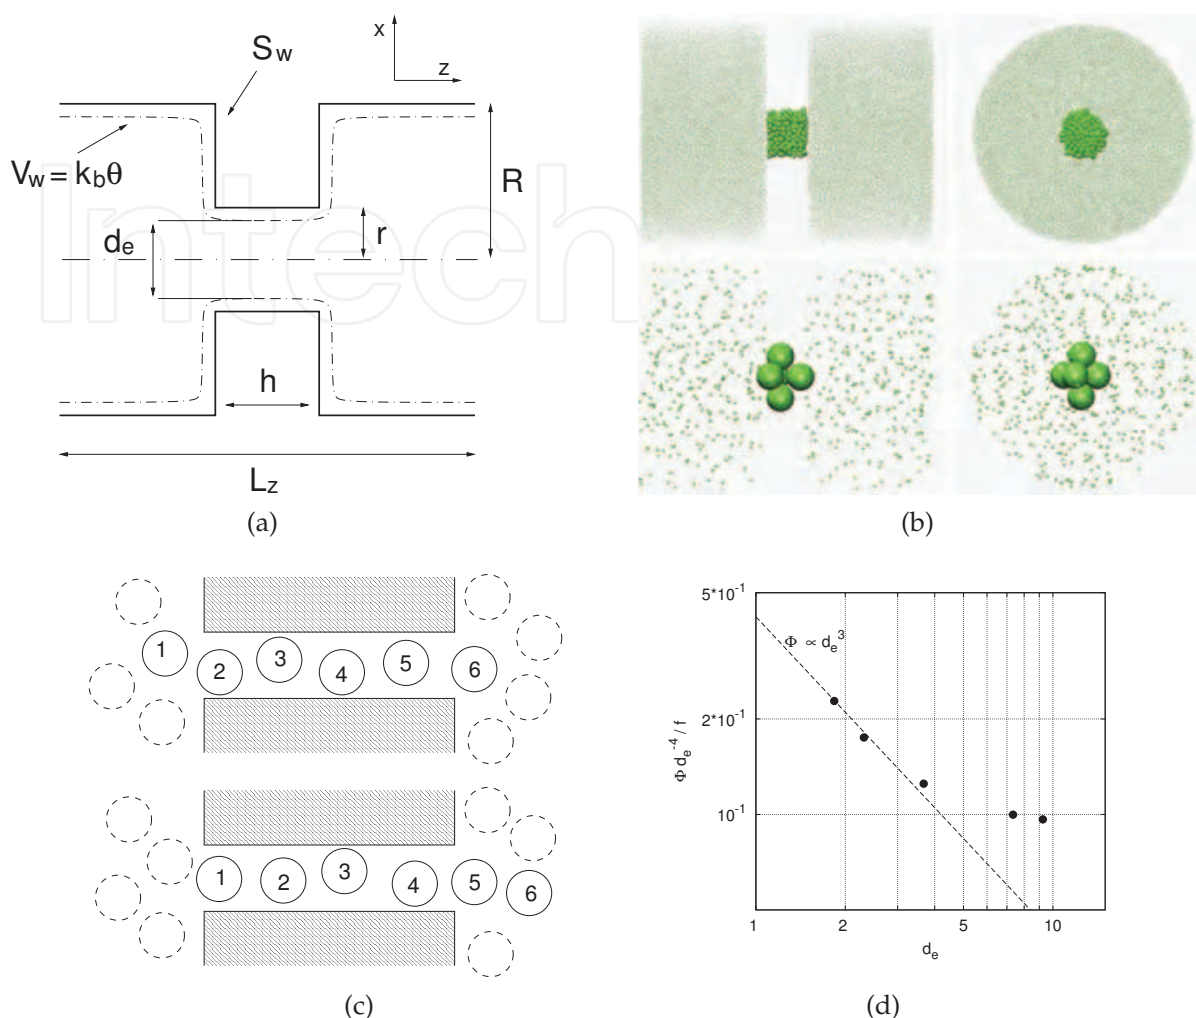 x
z
S_w
V_w = k_bθ
R
r
d_e
h
L_z
Intech
(a)
(b)
1
2
3
4
5
6
1
2
3
4
5
6
(c)
5*10^-1
2*10^-1
10^-1
Φ d_e^-4 / f
Φ ∝ d_e^3
1
2
5
10
d_e
(d)